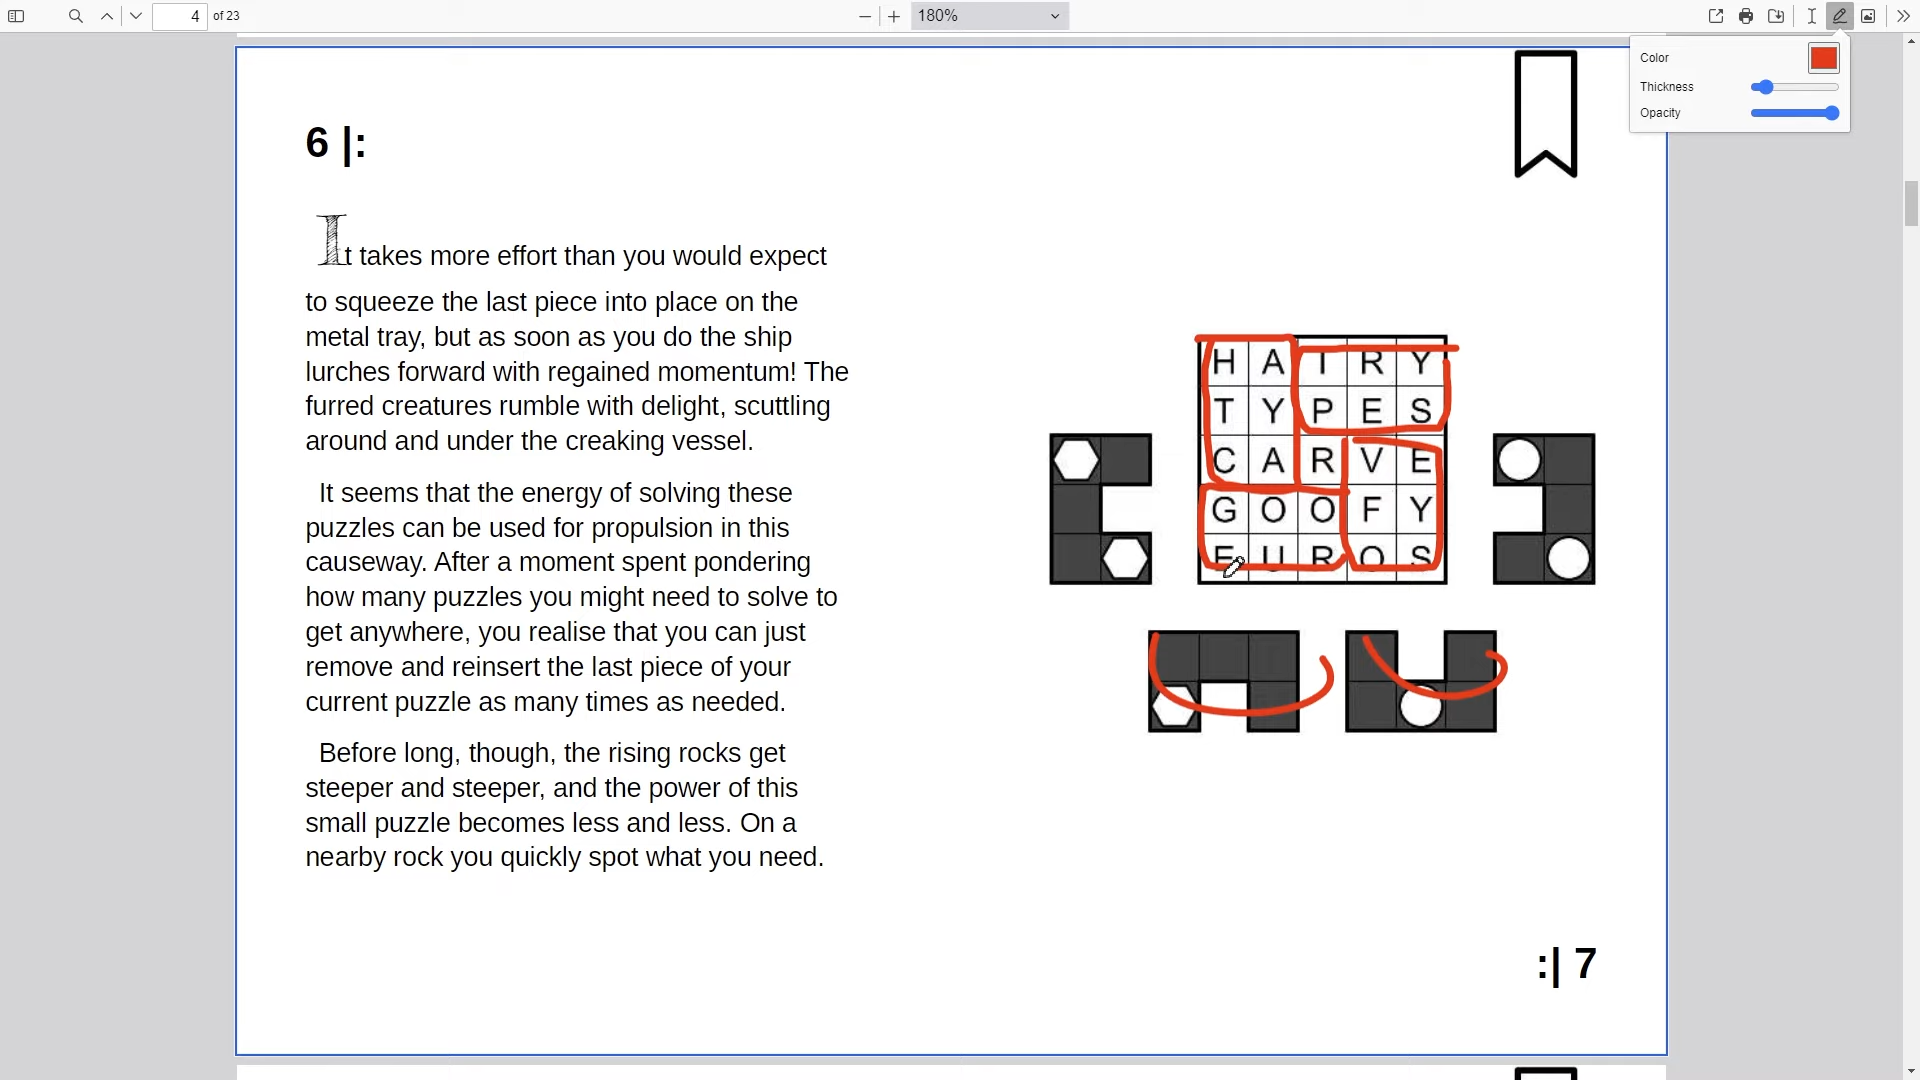 4 of 23
180%
Color
Thickness
Opacity
6 |:
It takes more effort than you would expect
to squeeze the last piece into place on the
metal tray, but as soon as you do the ship
lurches forward with regained momentum! The
furred creatures rumble with delight, scuttling
around and under the creaking vessel.
It seems that the energy of solving these
puzzles can be used for propulsion in this
causeway. After a moment spent pondering
how many puzzles you might need to solve to
get anywhere, you realise that you can just
remove and reinsert the last piece of your
current puzzle as many times as needed.
Before long, though, the rising rocks get
steeper and steeper, and the power of this
small puzzle becomes less and less. On a
nearby rock you quickly spot what you need.
H A I R Y
T Y P E S
C A R V E
G O O F Y
E U R O S
:| 7